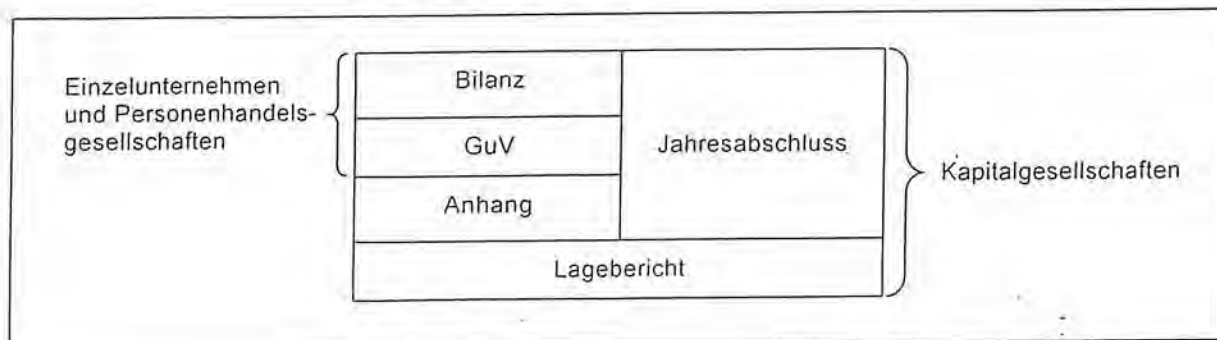 Einzelunternehmen
und Personenhandels-
gesellschaften
Bilanz
GuV
Anhang
Jahresabschluss
Lagebericht
Kapitalgesellschaften